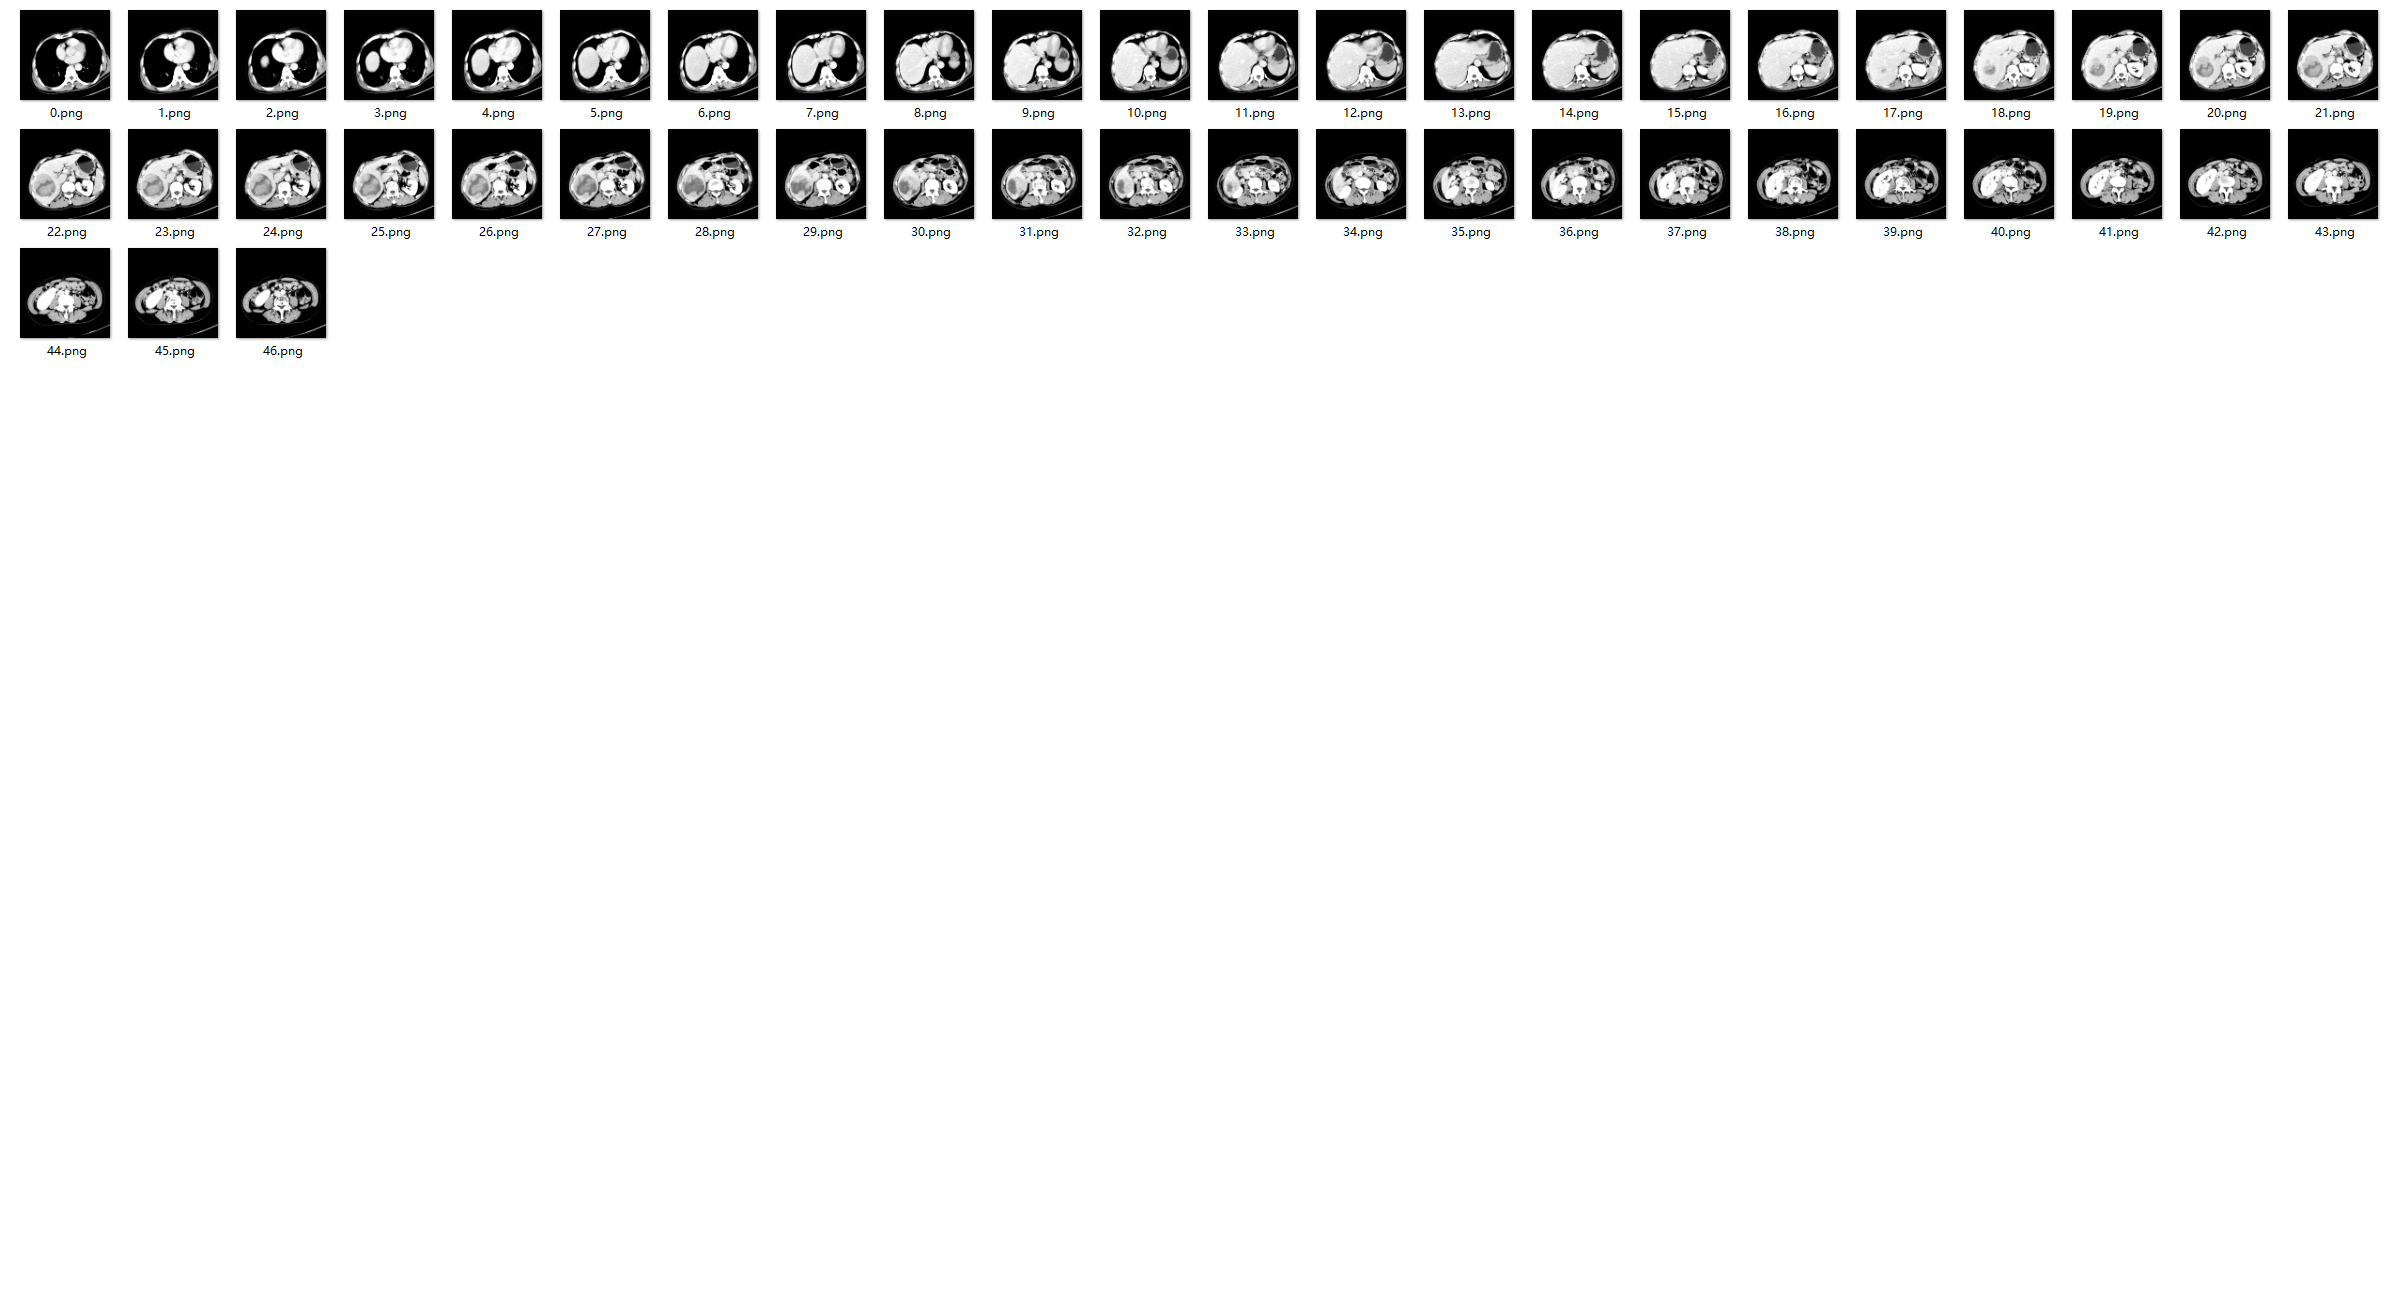 0.png 1.png 2.png 3.png 4.png 5.png 6.png 7.png 8.png 9.png 10.png 11.png 12.png 13.png 14.png 15.png 16.png 17.png 18.png 19.png 20.png 21.png
22.png 23.png 24.png 25.png 26.png 27.png 28.png 29.png 30.png 31.png 32.png 33.png 34.png 35.png 36.png 37.png 38.png 39.png 40.png 41.png 42.png 43.png
44.png 45.png 46.png